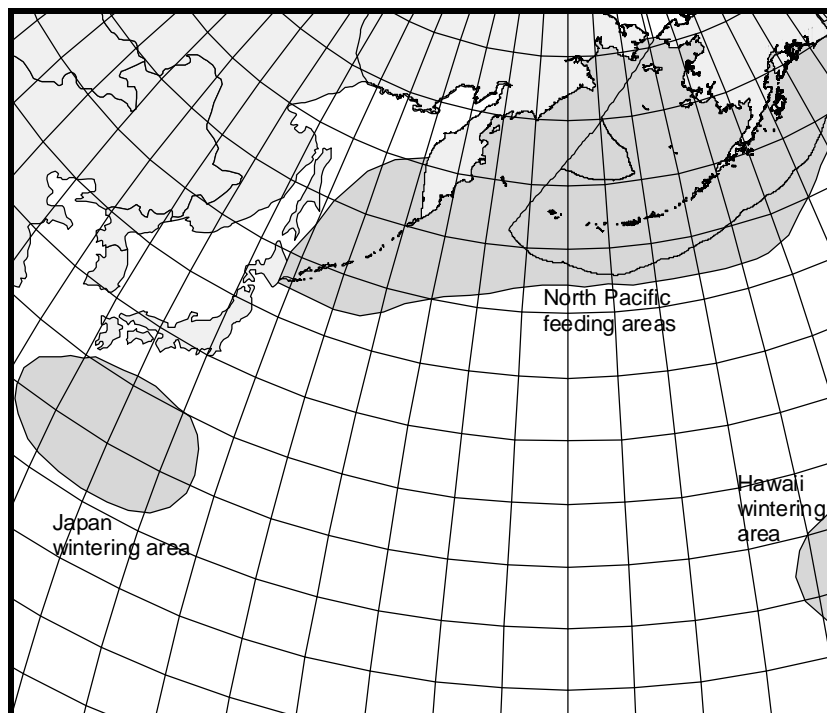 North Pacific
feeding areas
Hawaii
wintering
area
Japan
wintering area